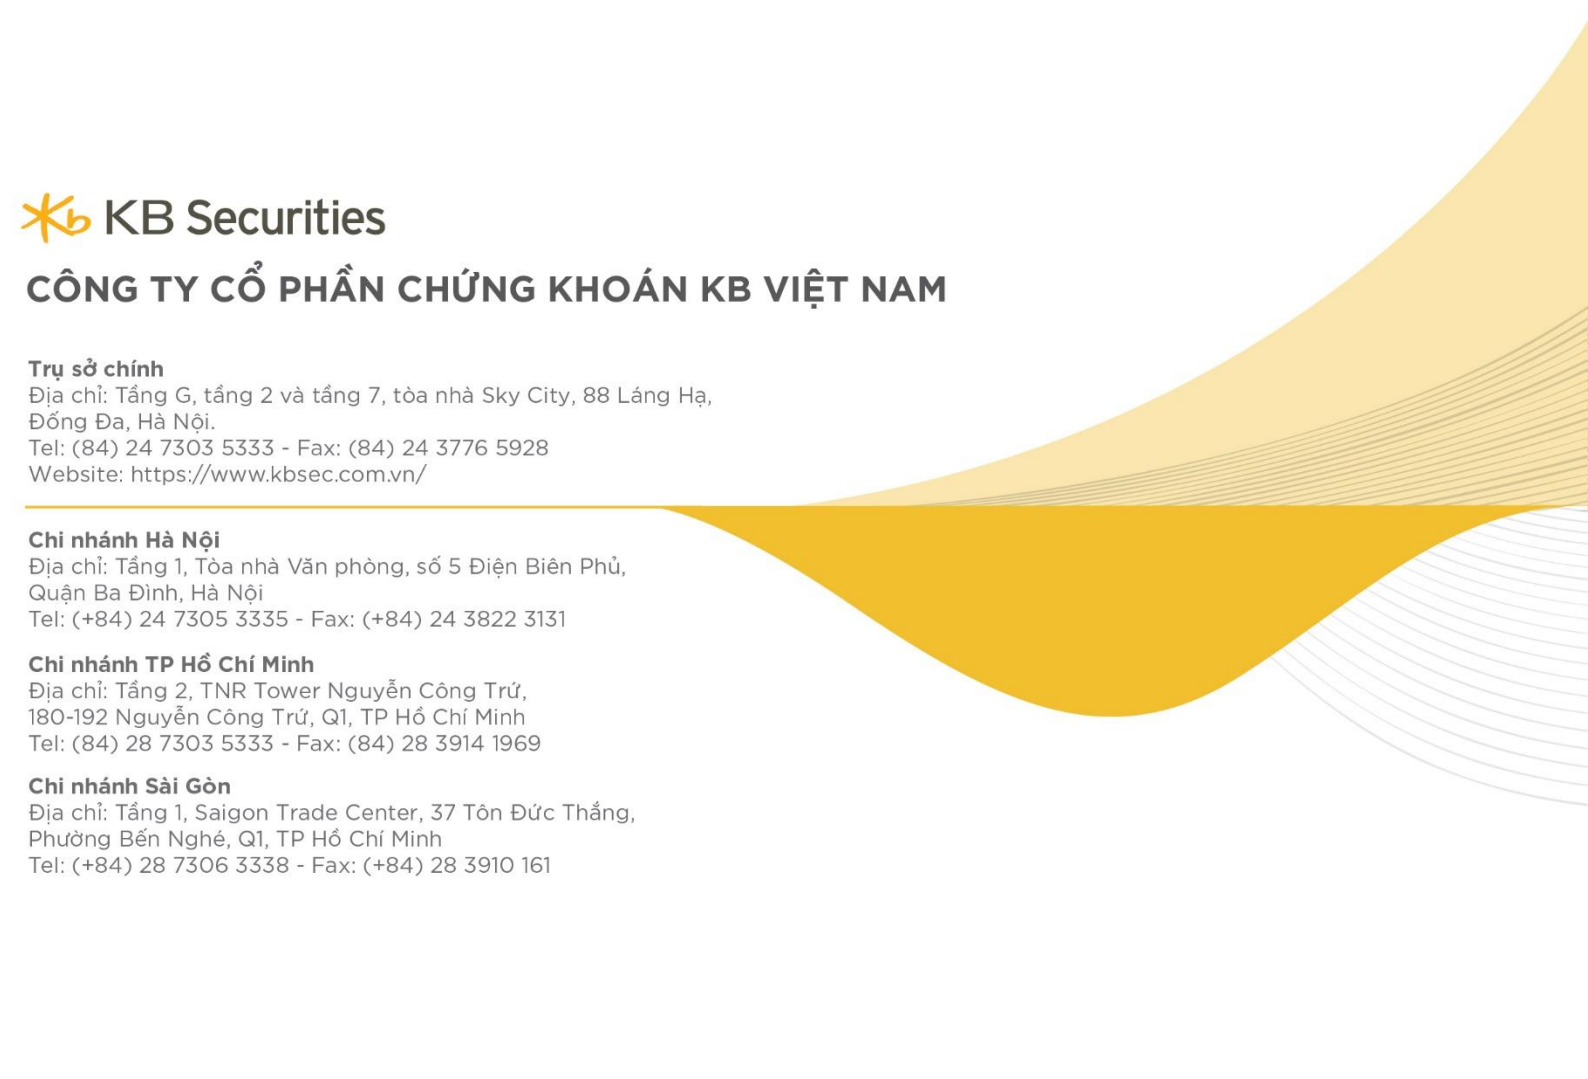 Kb KB Securities
CÔNG TY CỔ PHẦN CHỨNG KHOÁN KB VIỆT NAM
Trụ sở chính
Địa chỉ: Tầng G, tầng 2 và tầng 7, tòa nhà Sky City, 88 Láng Hạ,
Đống Đa, Hà Nội.
Tel: (84) 24 7303 5333 - Fax: (84) 24 3776 5928
Website: https://www.kbsec.com.vn/
Chi nhánh Hà Nội
Địa chỉ: Tầng 1, Tòa nhà Văn phòng, số 5 Điện Biên Phủ,
Quận Ba Đình, Hà Nội
Tel: (+84) 24 7305 3335 - Fax: (+84) 24 3822 3131
Chi nhánh TP Hồ Chí Minh
Địa chỉ: Tầng 2, TNR Tower Nguyễn Công Trứ,
180-192 Nguyễn Công Trứ, Q1, TP Hồ Chí Minh
Tel: (84) 28 7303 5333 - Fax: (84) 28 3914 1969
Chi nhánh Sài Gòn
Địa chỉ: Tầng 1, Saigon Trade Center, 37 Tôn Đức Thắng,
Phường Bến Nghé, Q1, TP Hồ Chí Minh
Tel: (+84) 28 7306 3338 - Fax: (+84) 28 3910 161